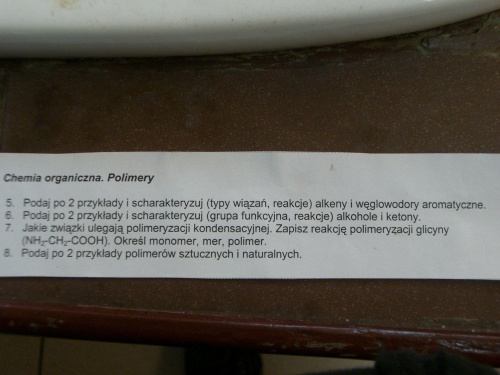 Chemia organiczna. Polimery
5. Podaj po 2 przykłady i scharakteryzuj (typy wiązań, reakcje) alkeny i węglowodory aromatyczne.
6. Podaj po 2 przykłady i scharakteryzuj (grupa funkcyjna, reakcje) alkohole i ketony.
7. Jakie związki ulegają polimeryzacji kondensacyjnej. Zapisz reakcję polimeryzacji glicyny
(NH₂-CH₂-COOH). Określ monomer, mer, polimer.
8. Podaj po 2 przykłady polimerów sztucznych i naturalnych.